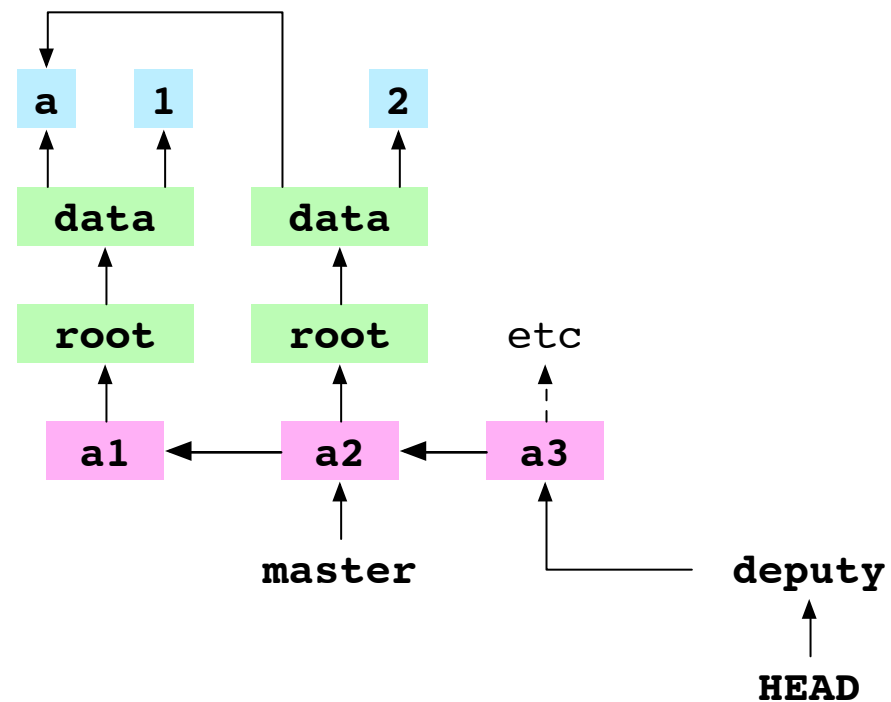 a 1 2
data data
root root etc
a1 a2 a3
master deputy
HEAD